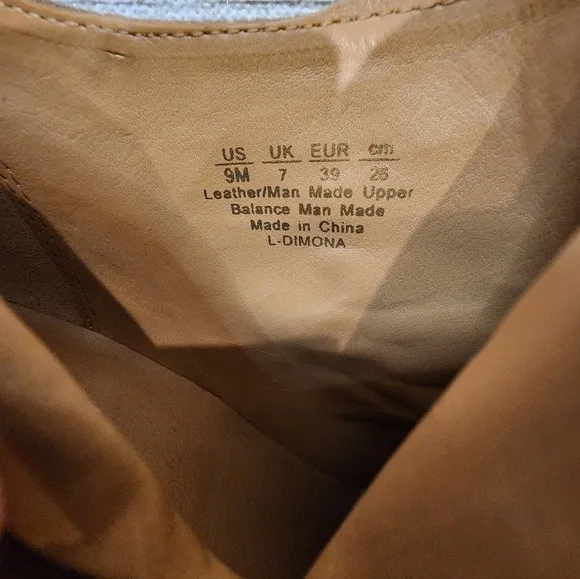 US UK EUR cm
9M 7 39 26
Leather/Man Made Upper
Balance Man Made
Made in China
L-DIMONA